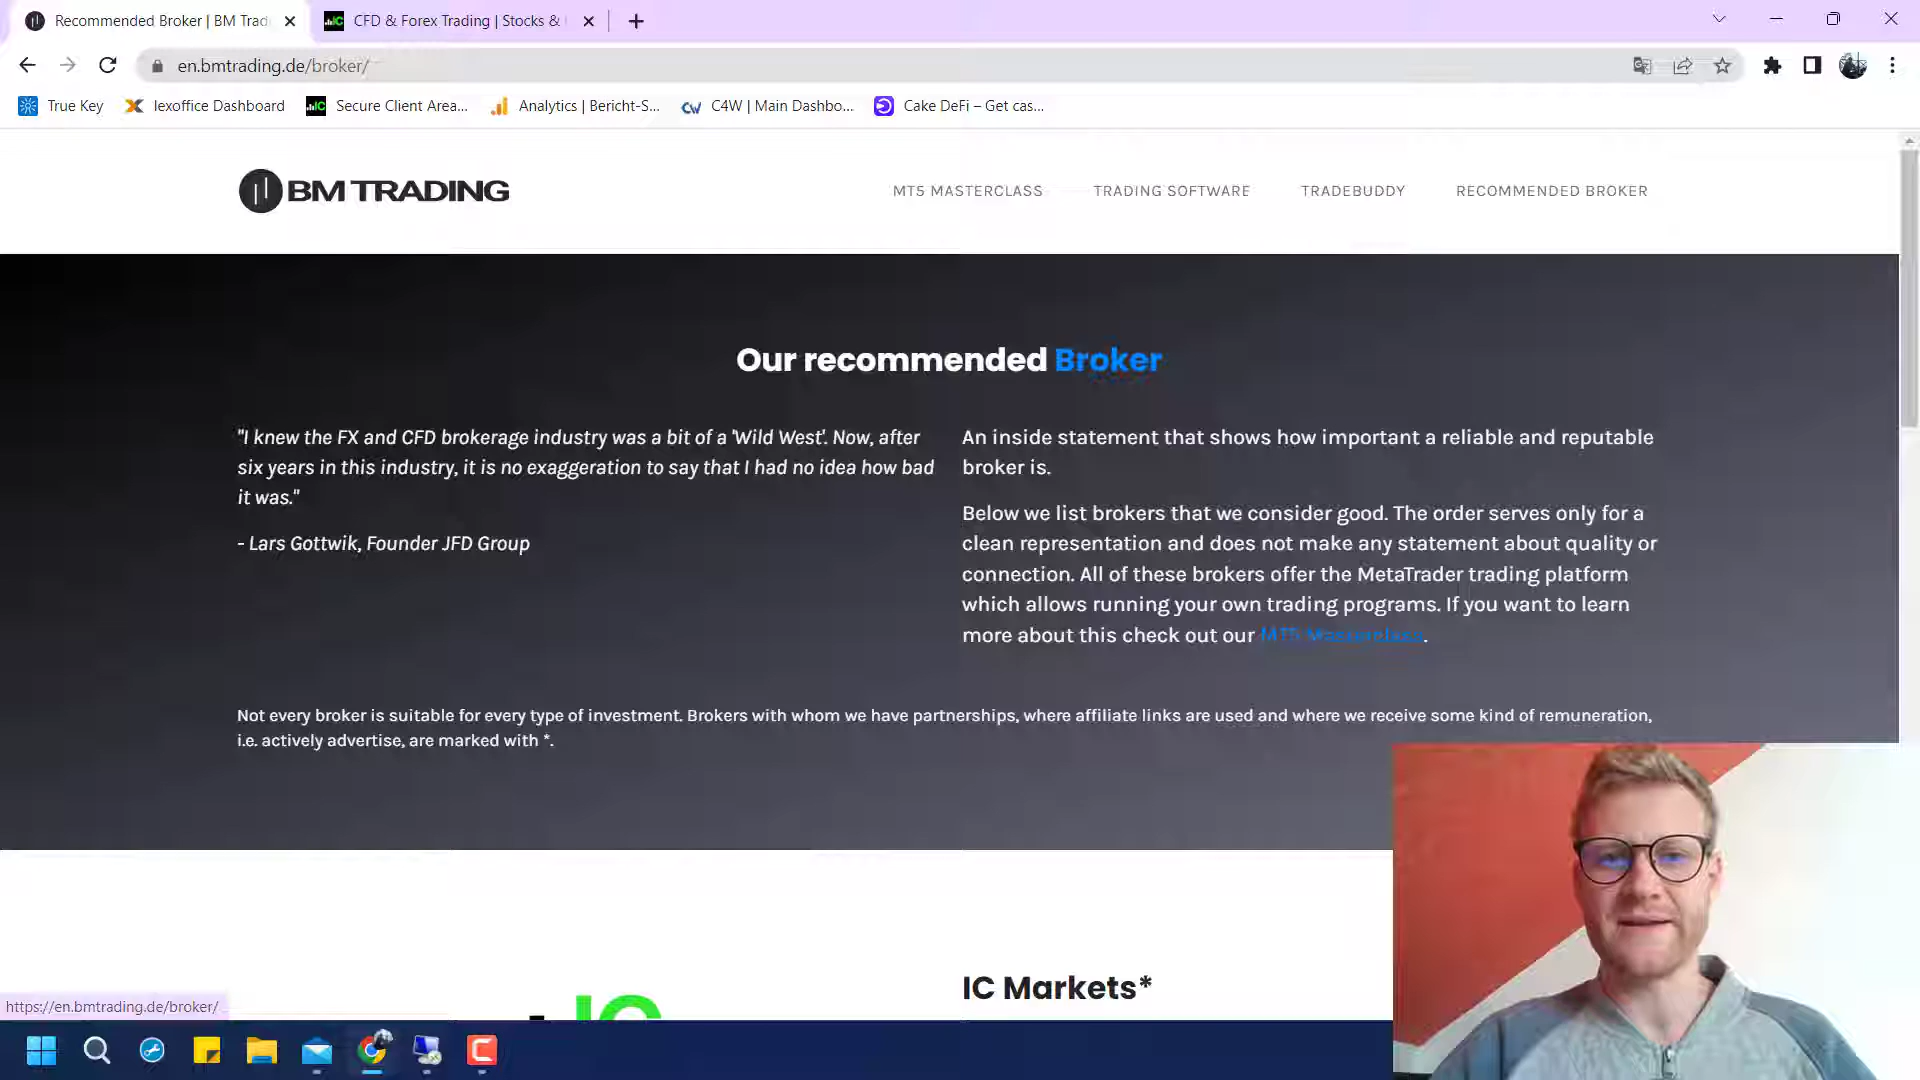 Recommended Broker | BM Trad
CFD & Forex Trading | Stocks &
en.bmtrading.de/broker/
True Key
lexoffice Dashboard
Secure Client Area...
Analytics | Bericht-S...
C4W | Main Dashbo...
Cake DeFi – Get cas...
BM TRADING
MT5 MASTERCLASS
TRADING SOFTWARE
TRADEBUDDY
RECOMMENDED BROKER
Our recommended Broker
"I knew the FX and CFD brokerage industry was a bit of a 'Wild West'. Now, after
six years in this industry, it is no exaggeration to say that I had no idea how bad
it was."
- Lars Gottwik, Founder JFD Group
An inside statement that shows how important a reliable and reputable
broker is.
Below we list brokers that we consider good. The order serves only for a
clean representation and does not make any statement about quality or
connection. All of these brokers offer the MetaTrader trading platform
which allows running your own trading programs. If you want to learn
more about this check out our MT5 Masterclass.
Not every broker is suitable for every type of investment. Brokers with whom we have partnerships, where affiliate links are used and where we receive some kind of remuneration,
i.e. actively advertise, are marked with *.
IC Markets*
IC
https://en.bmtrading.de/broker/